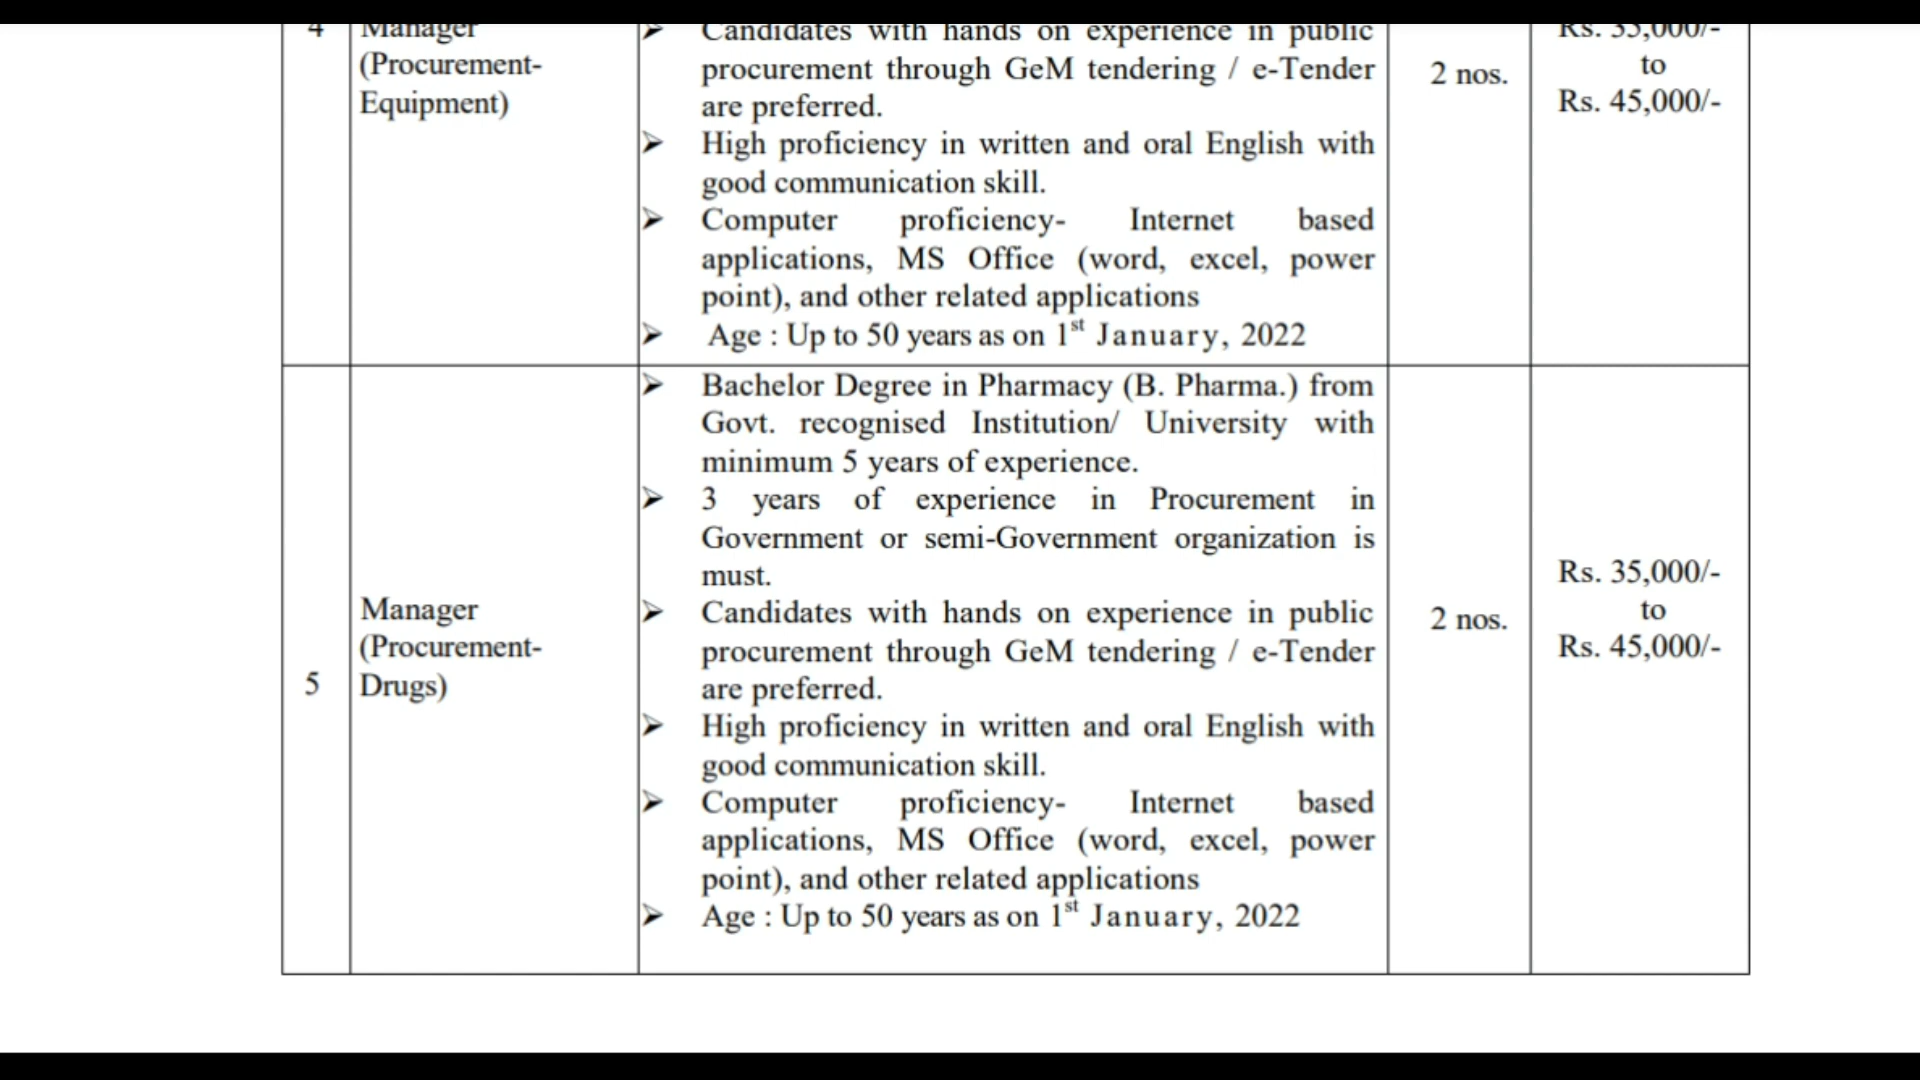 4
Manager
(Procurement-
Equipment)
Candidates with hands on experience in public
procurement through GeM tendering / e-Tender
are preferred.
High proficiency in written and oral English with
good communication skill.
Computer proficiency- Internet based
applications, MS Office (word, excel, power
point), and other related applications
Age : Up to 50 years as on 1st January, 2022
2 nos.
Rs. 35,000/-
to
Rs. 45,000/-
5
Manager
(Procurement-
Drugs)
Bachelor Degree in Pharmacy (B. Pharma.) from
Govt. recognised Institution/ University with
minimum 5 years of experience.
3 years of experience in Procurement in
Government or semi-Government organization is
must.
Candidates with hands on experience in public
procurement through GeM tendering / e-Tender
are preferred.
High proficiency in written and oral English with
good communication skill.
Computer proficiency- Internet based
applications, MS Office (word, excel, power
point), and other related applications
Age : Up to 50 years as on 1st January, 2022
2 nos.
Rs. 35,000/-
to
Rs. 45,000/-